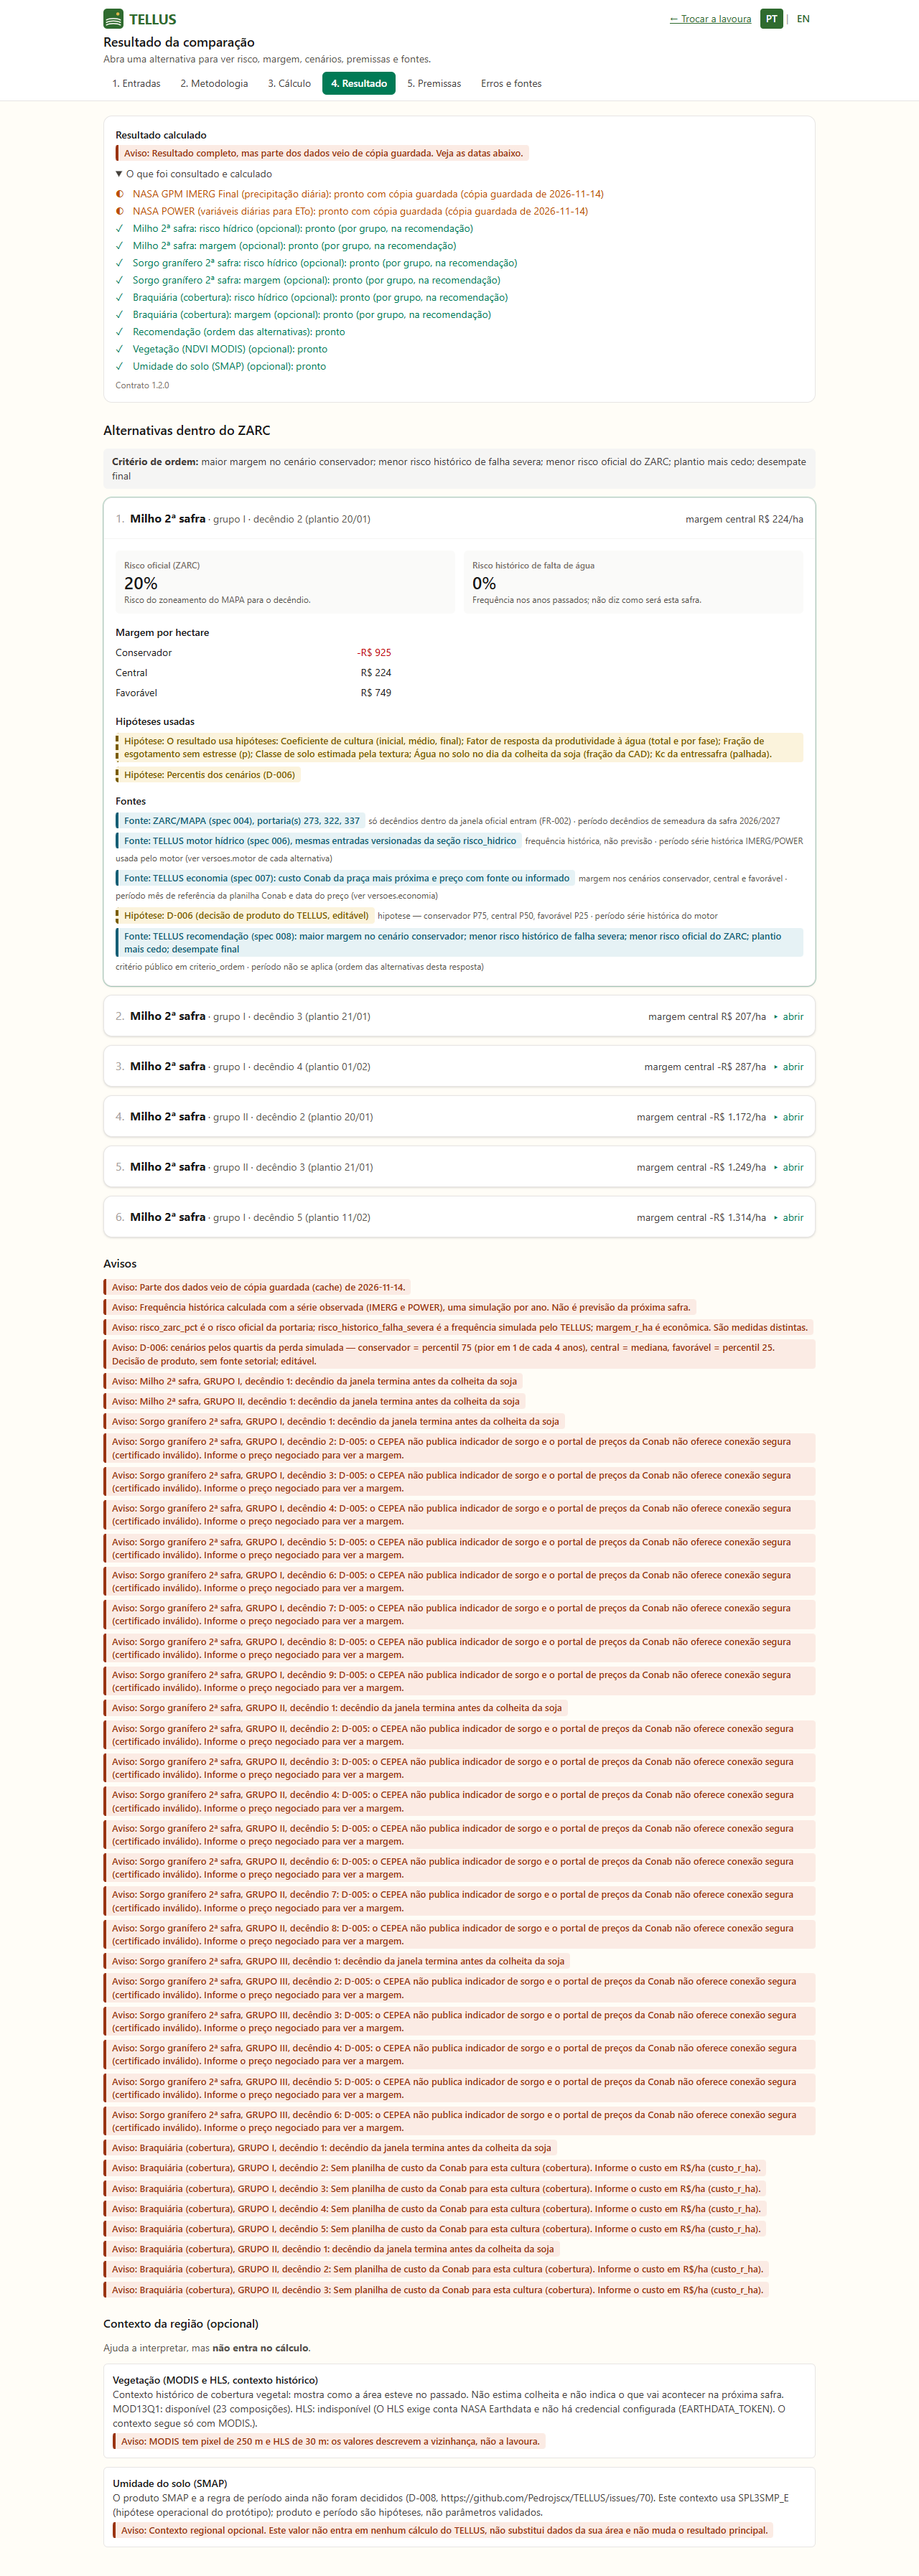 TELLUS
← Trocar a lavoura PT | EN
Resultado da comparação
Abra uma alternativa para ver risco, margem, cenários, premissas e fontes.
1. Entradas 2. Metodologia 3. Cálculo 4. Resultado 5. Premissas Erros e fontes
Resultado calculado
Aviso: Resultado completo, mas parte dos dados veio de cópia guardada. Veja as datas abaixo.
▼ O que foi consultado e calculado
◐ NASA GPM IMERG Final (precipitação diária): pronto com cópia guardada (cópia guardada de 2026-11-14)
◐ NASA POWER (variáveis diárias para ETo): pronto com cópia guardada (cópia guardada de 2026-11-14)
✓ Milho 2ª safra: risco hídrico (opcional): pronto (por grupo, na recomendação)
✓ Milho 2ª safra: margem (opcional): pronto (por grupo, na recomendação)
✓ Sorgo granífero 2ª safra: risco hídrico (opcional): pronto (por grupo, na recomendação)
✓ Sorgo granífero 2ª safra: margem (opcional): pronto (por grupo, na recomendação)
✓ Braquiária (cobertura): risco hídrico (opcional): pronto (por grupo, na recomendação)
✓ Braquiária (cobertura): margem (opcional): pronto (por grupo, na recomendação)
✓ Recomendação (ordem das alternativas): pronto
✓ Vegetação (NDVI MODIS) (opcional): pronto
✓ Umidade do solo (SMAP) (opcional): pronto
Contrato 1.2.0
Alternativas dentro do ZARC
Critério de ordem: maior margem no cenário conservador; menor risco histórico de falha severa; menor risco oficial do ZARC; plantio mais cedo; desempate
final
1. Milho 2ª safra · grupo I · decêndio 2 (plantio 20/01) margem central R$ 224/ha
Risco oficial (ZARC)
20%
Risco do zoneamento do MAPA para o decêndio.
Risco histórico de falta de água
0%
Frequência nos anos passados; não diz como será esta safra.
Margem por hectare
Conservador -R$ 925
Central R$ 224
Favorável R$ 749
Hipóteses usadas
Hipótese: O resultado usa hipóteses: Coeficiente de cultura (inicial, médio, final); Fator de resposta da produtividade à água (total e por fase); Fração de
esgotamento sem estresse (p); Classe de solo estimada pela textura; Água no solo no dia da colheita da soja (fração da CAD); Kc da entressafra (palhada).
Hipótese: Percentis dos cenários (D-006)
Fontes
Fonte: ZARC/MAPA (spec 004), portaria(s) 273, 322, 337 só decêndios dentro da janela oficial entram (FR-002) · período decêndios de semeadura da safra 2026/2027
Fonte: TELLUS motor hídrico (spec 006), mesmas entradas versionadas da seção risco_hidrico frequência histórica, não previsão · período série histórica IMERG/POWER
usada pelo motor (ver versoes.motor de cada alternativa)
Fonte: TELLUS economia (spec 007): custo Conab da praça mais próxima e preço com fonte ou informado margem nos cenários conservador, central e favorável ·
período mês de referência da planilha Conab e data do preço (ver versoes.economia)
Hipótese: D-006 (decisão de produto do TELLUS, editável) hipotese — conservador P75, central P50, favorável P25 · período série histórica do motor
Fonte: TELLUS recomendação (spec 008): maior margem no cenário conservador; menor risco histórico de falha severa; menor risco oficial do ZARC; plantio
mais cedo; desempate final
critério público em criterio_ordem · período não se aplica (ordem das alternativas desta resposta)
2. Milho 2ª safra · grupo I · decêndio 3 (plantio 21/01) margem central R$ 207/ha ▸ abrir
3. Milho 2ª safra · grupo I · decêndio 4 (plantio 01/02) margem central -R$ 287/ha ▸ abrir
4. Milho 2ª safra · grupo II · decêndio 2 (plantio 20/01) margem central -R$ 1.172/ha ▸ abrir
5. Milho 2ª safra · grupo II · decêndio 3 (plantio 21/01) margem central -R$ 1.249/ha ▸ abrir
6. Milho 2ª safra · grupo I · decêndio 5 (plantio 11/02) margem central -R$ 1.314/ha ▸ abrir
Avisos
Aviso: Parte dos dados veio de cópia guardada (cache) de 2026-11-14.
Aviso: Frequência histórica calculada com a série observada (IMERG e POWER), uma simulação por ano. Não é previsão da próxima safra.
Aviso: risco_zarc_pct é o risco oficial da portaria; risco_historico_falha_severa é a frequência simulada pelo TELLUS; margem_r_ha é econômica. São medidas distintas.
Aviso: D-006: cenários pelos quartis da perda simulada — conservador = percentil 75 (pior em 1 de cada 4 anos), central = mediana, favorável = percentil 25.
Decisão de produto, sem fonte setorial; editável.
Aviso: Milho 2ª safra, GRUPO I, decêndio 1: decêndio da janela termina antes da colheita da soja
Aviso: Milho 2ª safra, GRUPO II, decêndio 1: decêndio da janela termina antes da colheita da soja
Aviso: Sorgo granífero 2ª safra, GRUPO I, decêndio 1: decêndio da janela termina antes da colheita da soja
Aviso: Sorgo granífero 2ª safra, GRUPO I, decêndio 2: D-005: o CEPEA não publica indicador de sorgo e o portal de preços da Conab não oferece conexão segura
(certificado inválido). Informe o preço negociado para ver a margem.
Aviso: Sorgo granífero 2ª safra, GRUPO I, decêndio 3: D-005: o CEPEA não publica indicador de sorgo e o portal de preços da Conab não oferece conexão segura
(certificado inválido). Informe o preço negociado para ver a margem.
Aviso: Sorgo granífero 2ª safra, GRUPO I, decêndio 4: D-005: o CEPEA não publica indicador de sorgo e o portal de preços da Conab não oferece conexão segura
(certificado inválido). Informe o preço negociado para ver a margem.
Aviso: Sorgo granífero 2ª safra, GRUPO I, decêndio 5: D-005: o CEPEA não publica indicador de sorgo e o portal de preços da Conab não oferece conexão segura
(certificado inválido). Informe o preço negociado para ver a margem.
Aviso: Sorgo granífero 2ª safra, GRUPO I, decêndio 6: D-005: o CEPEA não publica indicador de sorgo e o portal de preços da Conab não oferece conexão segura
(certificado inválido). Informe o preço negociado para ver a margem.
Aviso: Sorgo granífero 2ª safra, GRUPO I, decêndio 7: D-005: o CEPEA não publica indicador de sorgo e o portal de preços da Conab não oferece conexão segura
(certificado inválido). Informe o preço negociado para ver a margem.
Aviso: Sorgo granífero 2ª safra, GRUPO I, decêndio 8: D-005: o CEPEA não publica indicador de sorgo e o portal de preços da Conab não oferece conexão segura
(certificado inválido). Informe o preço negociado para ver a margem.
Aviso: Sorgo granífero 2ª safra, GRUPO I, decêndio 9: D-005: o CEPEA não publica indicador de sorgo e o portal de preços da Conab não oferece conexão segura
(certificado inválido). Informe o preço negociado para ver a margem.
Aviso: Sorgo granífero 2ª safra, GRUPO II, decêndio 1: decêndio da janela termina antes da colheita da soja
Aviso: Sorgo granífero 2ª safra, GRUPO II, decêndio 2: D-005: o CEPEA não publica indicador de sorgo e o portal de preços da Conab não oferece conexão segura
(certificado inválido). Informe o preço negociado para ver a margem.
Aviso: Sorgo granífero 2ª safra, GRUPO II, decêndio 3: D-005: o CEPEA não publica indicador de sorgo e o portal de preços da Conab não oferece conexão segura
(certificado inválido). Informe o preço negociado para ver a margem.
Aviso: Sorgo granífero 2ª safra, GRUPO II, decêndio 4: D-005: o CEPEA não publica indicador de sorgo e o portal de preços da Conab não oferece conexão segura
(certificado inválido). Informe o preço negociado para ver a margem.
Aviso: Sorgo granífero 2ª safra, GRUPO II, decêndio 5: D-005: o CEPEA não publica indicador de sorgo e o portal de preços da Conab não oferece conexão segura
(certificado inválido). Informe o preço negociado para ver a margem.
Aviso: Sorgo granífero 2ª safra, GRUPO II, decêndio 6: D-005: o CEPEA não publica indicador de sorgo e o portal de preços da Conab não oferece conexão segura
(certificado inválido). Informe o preço negociado para ver a margem.
Aviso: Sorgo granífero 2ª safra, GRUPO II, decêndio 7: D-005: o CEPEA não publica indicador de sorgo e o portal de preços da Conab não oferece conexão segura
(certificado inválido). Informe o preço negociado para ver a margem.
Aviso: Sorgo granífero 2ª safra, GRUPO II, decêndio 8: D-005: o CEPEA não publica indicador de sorgo e o portal de preços da Conab não oferece conexão segura
(certificado inválido). Informe o preço negociado para ver a margem.
Aviso: Sorgo granífero 2ª safra, GRUPO III, decêndio 1: decêndio da janela termina antes da colheita da soja
Aviso: Sorgo granífero 2ª safra, GRUPO III, decêndio 2: D-005: o CEPEA não publica indicador de sorgo e o portal de preços da Conab não oferece conexão segura
(certificado inválido). Informe o preço negociado para ver a margem.
Aviso: Sorgo granífero 2ª safra, GRUPO III, decêndio 3: D-005: o CEPEA não publica indicador de sorgo e o portal de preços da Conab não oferece conexão segura
(certificado inválido). Informe o preço negociado para ver a margem.
Aviso: Sorgo granífero 2ª safra, GRUPO III, decêndio 4: D-005: o CEPEA não publica indicador de sorgo e o portal de preços da Conab não oferece conexão segura
(certificado inválido). Informe o preço negociado para ver a margem.
Aviso: Sorgo granífero 2ª safra, GRUPO III, decêndio 5: D-005: o CEPEA não publica indicador de sorgo e o portal de preços da Conab não oferece conexão segura
(certificado inválido). Informe o preço negociado para ver a margem.
Aviso: Sorgo granífero 2ª safra, GRUPO III, decêndio 6: D-005: o CEPEA não publica indicador de sorgo e o portal de preços da Conab não oferece conexão segura
(certificado inválido). Informe o preço negociado para ver a margem.
Aviso: Braquiária (cobertura), GRUPO I, decêndio 1: decêndio da janela termina antes da colheita da soja
Aviso: Braquiária (cobertura), GRUPO I, decêndio 2: Sem planilha de custo da Conab para esta cultura (cobertura). Informe o custo em R$/ha (custo_r_ha).
Aviso: Braquiária (cobertura), GRUPO I, decêndio 3: Sem planilha de custo da Conab para esta cultura (cobertura). Informe o custo em R$/ha (custo_r_ha).
Aviso: Braquiária (cobertura), GRUPO I, decêndio 4: Sem planilha de custo da Conab para esta cultura (cobertura). Informe o custo em R$/ha (custo_r_ha).
Aviso: Braquiária (cobertura), GRUPO I, decêndio 5: Sem planilha de custo da Conab para esta cultura (cobertura). Informe o custo em R$/ha (custo_r_ha).
Aviso: Braquiária (cobertura), GRUPO II, decêndio 1: decêndio da janela termina antes da colheita da soja
Aviso: Braquiária (cobertura), GRUPO II, decêndio 2: Sem planilha de custo da Conab para esta cultura (cobertura). Informe o custo em R$/ha (custo_r_ha).
Aviso: Braquiária (cobertura), GRUPO II, decêndio 3: Sem planilha de custo da Conab para esta cultura (cobertura). Informe o custo em R$/ha (custo_r_ha).
Contexto da região (opcional)
Ajuda a interpretar, mas não entra no cálculo.
Vegetação (MODIS e HLS, contexto histórico)
Contexto histórico de cobertura vegetal: mostra como a área esteve no passado. Não estima colheita e não indica o que vai acontecer na próxima safra.
MOD13Q1: disponível (23 composições). HLS: indisponível (O HLS exige conta NASA Earthdata e não há credencial configurada (EARTHDATA_TOKEN). O
contexto segue só com MODIS.).
Aviso: MODIS tem pixel de 250 m e HLS de 30 m: os valores descrevem a vizinhança, não a lavoura.
Umidade do solo (SMAP)
O produto SMAP e a regra de período ainda não foram decididos (D-008, https://github.com/Pedrojscx/TELLUS/issues/70). Este contexto usa SPL3SMP_E
(hipótese operacional do protótipo); produto e período são hipóteses, não parâmetros validados.
Aviso: Contexto regional opcional. Este valor não entra em nenhum cálculo do TELLUS, não substitui dados da sua área e não muda o resultado principal.